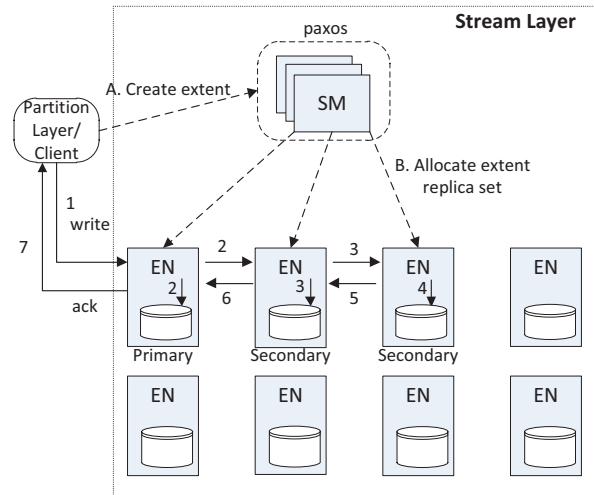 Stream Layer
paxos
A. Create extent
SM
Partition
Layer/
Client
B. Allocate extent
replica set
1
write
7
ack
EN
2
Primary
2
6
EN
3
Secondary
3
5
EN
4
Secondary
EN
EN
EN
EN
EN